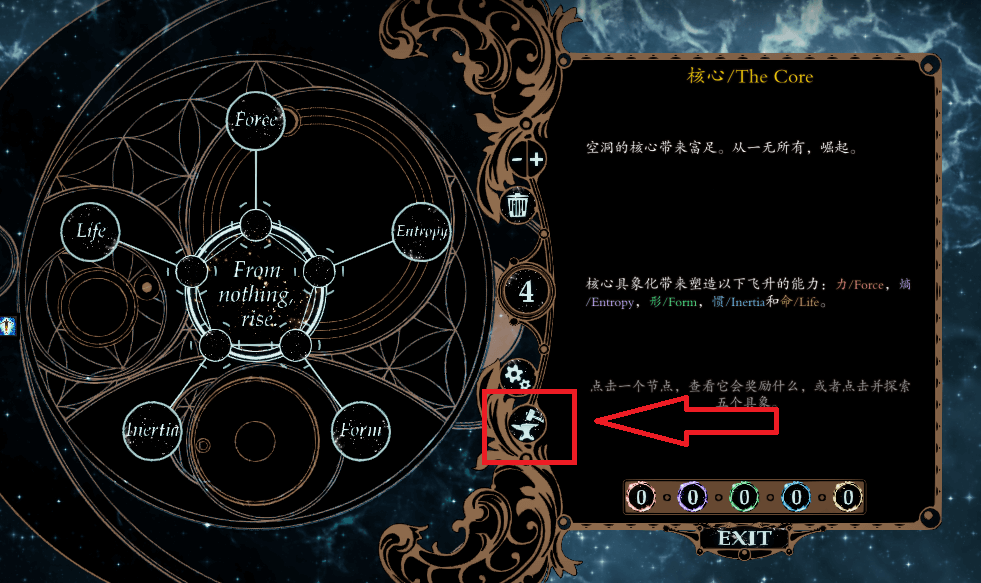 核心/The Core
空洞的核心带来富足。从一无所有，崛起。
Force
Life
Entropy
From
nothing,
rise.
Inertia
Form
- +
4
核心具象化带来塑造以下飞升的能力：力/Force，熵
/Entropy，形/Form，惯/Inertia和命/Life。
点击一个节点，查看它会奖励什么，或者点击并探索
五个具象。
0 0 0 0 0
EXIT